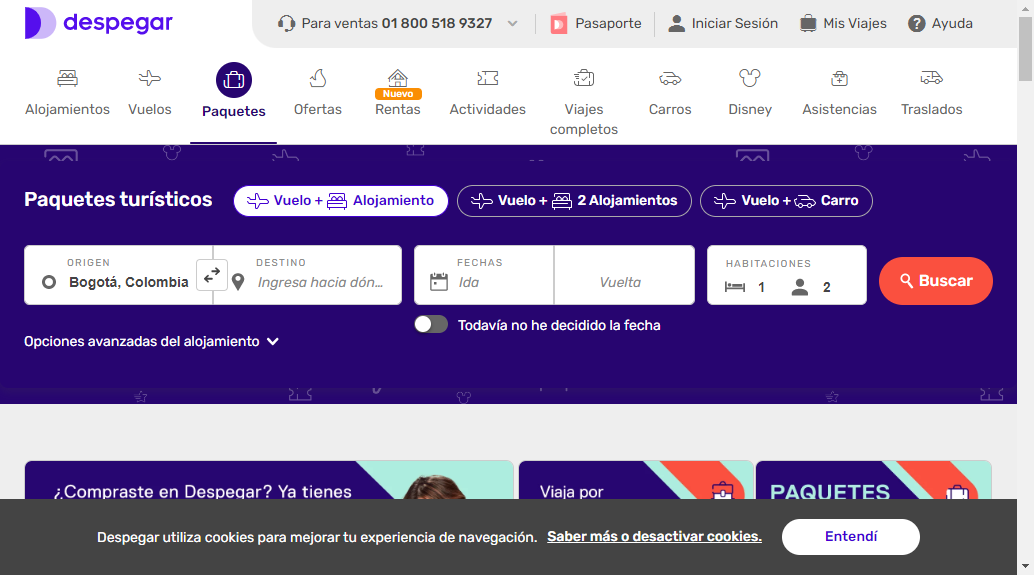 despegar
Para ventas 01 800 518 9327
Pasaporte
Iniciar Sesión
Mis Viajes
Ayuda
Alojamientos
Vuelos
Paquetes
Ofertas
Nuevo
Rentas
Actividades
Viajes
completos
Carros
Disney
Asistencias
Traslados
Paquetes turísticos
Vuelo + Alojamiento
Vuelo + 2 Alojamientos
Vuelo + Carro
ORIGEN
Bogotá, Colombia
DESTINO
Ingresa hacia dón...
FECHAS
Ida
Vuelta
HABITACIONES
1
2
Buscar
Todavía no he decidido la fecha
Opciones avanzadas del alojamiento
¿Compraste en Despegar? Ya tienes
Viaja por
PAQUETES
Despegar utiliza cookies para mejorar tu experiencia de navegación. Saber más o desactivar cookies.
Entendí